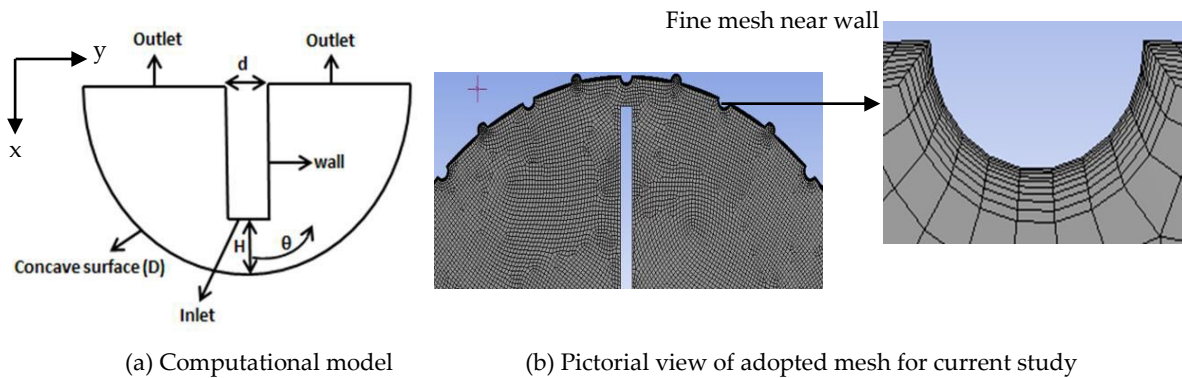 Fine mesh near wall
Outlet
Outlet
y
d
x
wall
H
θ
Concave surface (D)
Inlet
(a) Computational model
(b) Pictorial view of adopted mesh for current study